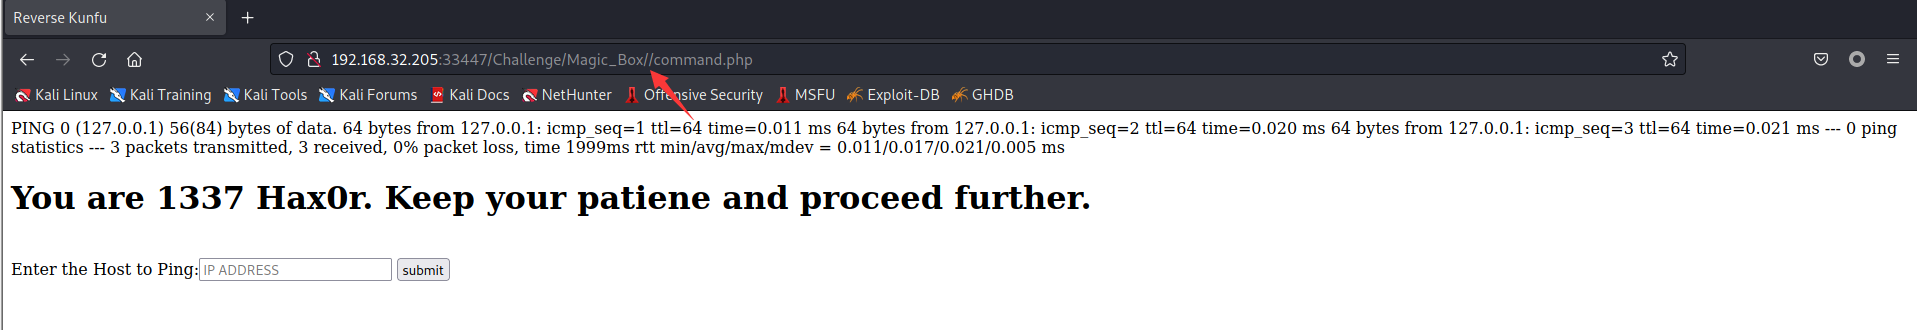 Reverse Kunfu
192.168.32.205:33447/Challenge/Magic_Box//command.php
Kali Linux Kali Training Kali Tools Kali Forums Kali Docs NetHunter Offensive Security MSFU Exploit-DB GHDB
PING 0 (127.0.0.1) 56(84) bytes of data. 64 bytes from 127.0.0.1: icmp_seq=1 ttl=64 time=0.011 ms 64 bytes from 127.0.0.1: icmp_seq=2 ttl=64 time=0.020 ms 64 bytes from 127.0.0.1: icmp_seq=3 ttl=64 time=0.021 ms --- 0 ping
statistics --- 3 packets transmitted, 3 received, 0% packet loss, time 1999ms rtt min/avg/max/mdev = 0.011/0.017/0.021/0.005 ms
You are 1337 Hax0r. Keep your patiene and proceed further.
Enter the Host to Ping: IP ADDRESS submit